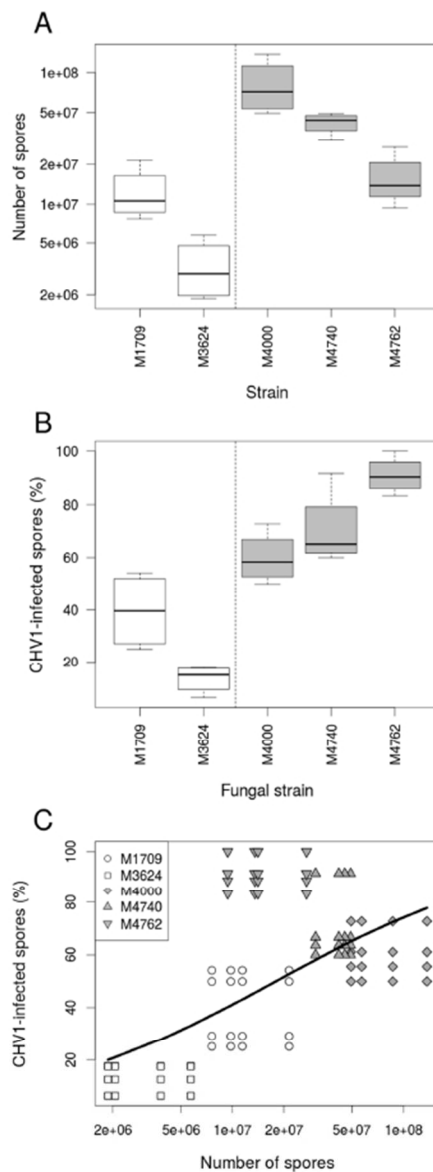 A
Number of spores
1e+08
5e+07
1e+07
5e+06
2e+06
M1709
M3624
M4000
M4740
M4762
Strain
B
CHV1-infected spores (%)
100
80
60
40
20
M1709
M3624
M4000
M4740
M4762
Fungal strain
C
CHV1-infected spores (%)
100
80
60
40
20
M1709
M3624
M4000
M4740
M4762
2e+06 5e+06 1e+07 2e+07 5e+07 1e+08
Number of spores